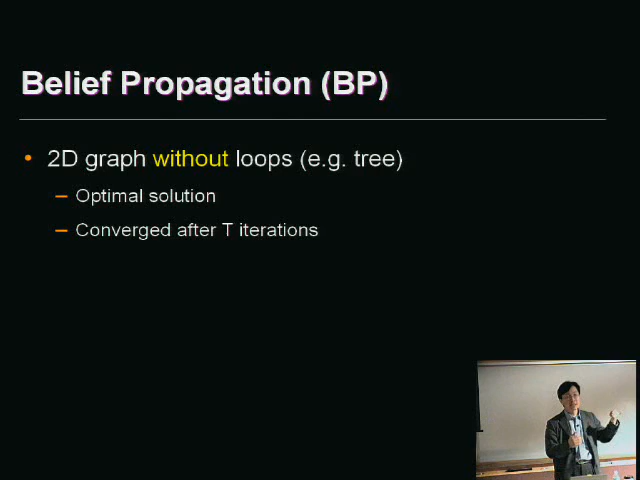 Belief Propagation (BP)
• 2D graph without loops (e.g. tree)
– Optimal solution
– Converged after T iterations